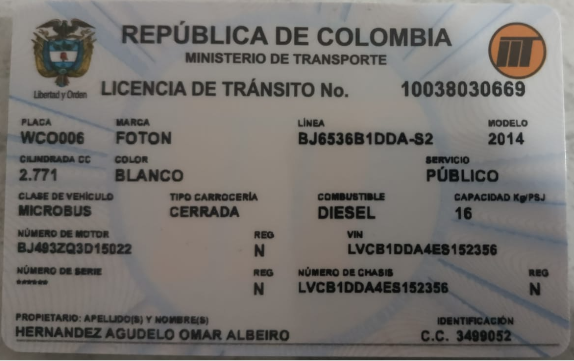 REPÚBLICA DE COLOMBIA
MINISTERIO DE TRANSPORTE
Libertad y Orden
LICENCIA DE TRÁNSITO No. 10038030669
PLACA MARCA LÍNEA MODELO
WCO006 FOTON BJ6536B1DDA-S2 2014
CILINDRADA CC COLOR SERVICIO
2.771 BLANCO PÚBLICO
CLASE DE VEHÍCULO TIPO CARROCERÍA COMBUSTIBLE CAPACIDAD Kg/PSJ
MICROBUS CERRADA DIESEL 16
NÚMERO DE MOTOR REG VIN
BJ493ZQ3D15022 N LVCB1DDA4ES152356
NÚMERO DE SERIE REG NÚMERO DE CHASIS REG
****** N LVCB1DDA4ES152356 N
PROPIETARIO: APELLIDO(S) Y NOMBRE(S) IDENTIFICACIÓN
HERNANDEZ AGUDELO OMAR ALBEIRO C.C. 3499052